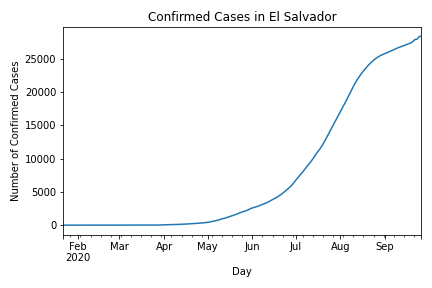 Confirmed Cases in El Salvador
Number of Confirmed Cases
25000
20000
15000
10000
5000
0
Feb Mar Apr May Jun Jul Aug Sep
2020
Day